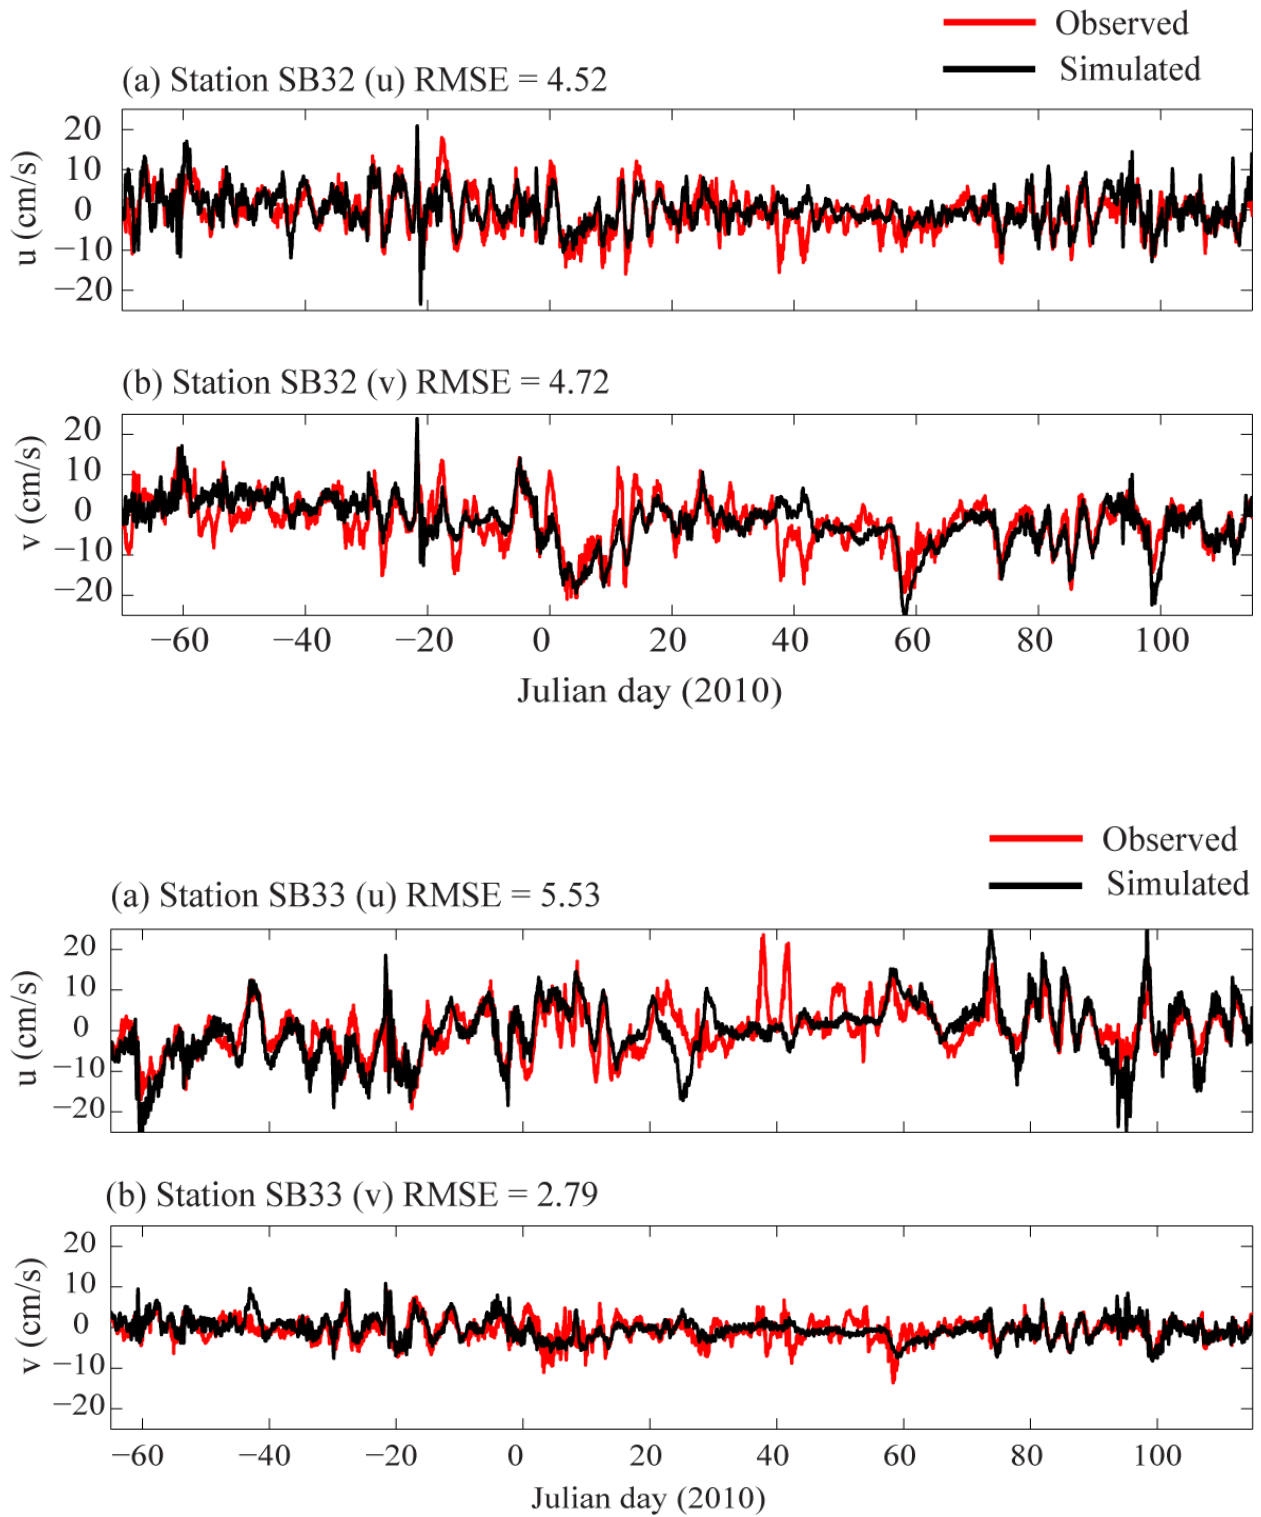 Observed
Simulated
(a) Station SB32 (u) RMSE = 4.52
20
10
0
−10
−20
u (cm/s)
(b) Station SB32 (v) RMSE = 4.72
20
10
0
−10
−20
v (cm/s)
−60 −40 −20 0 20 40 60 80 100
Julian day (2010)
Observed
Simulated
(a) Station SB33 (u) RMSE = 5.53
20
10
0
−10
−20
u (cm/s)
(b) Station SB33 (v) RMSE = 2.79
20
10
0
−10
−20
v (cm/s)
−60 −40 −20 0 20 40 60 80 100
Julian day (2010)